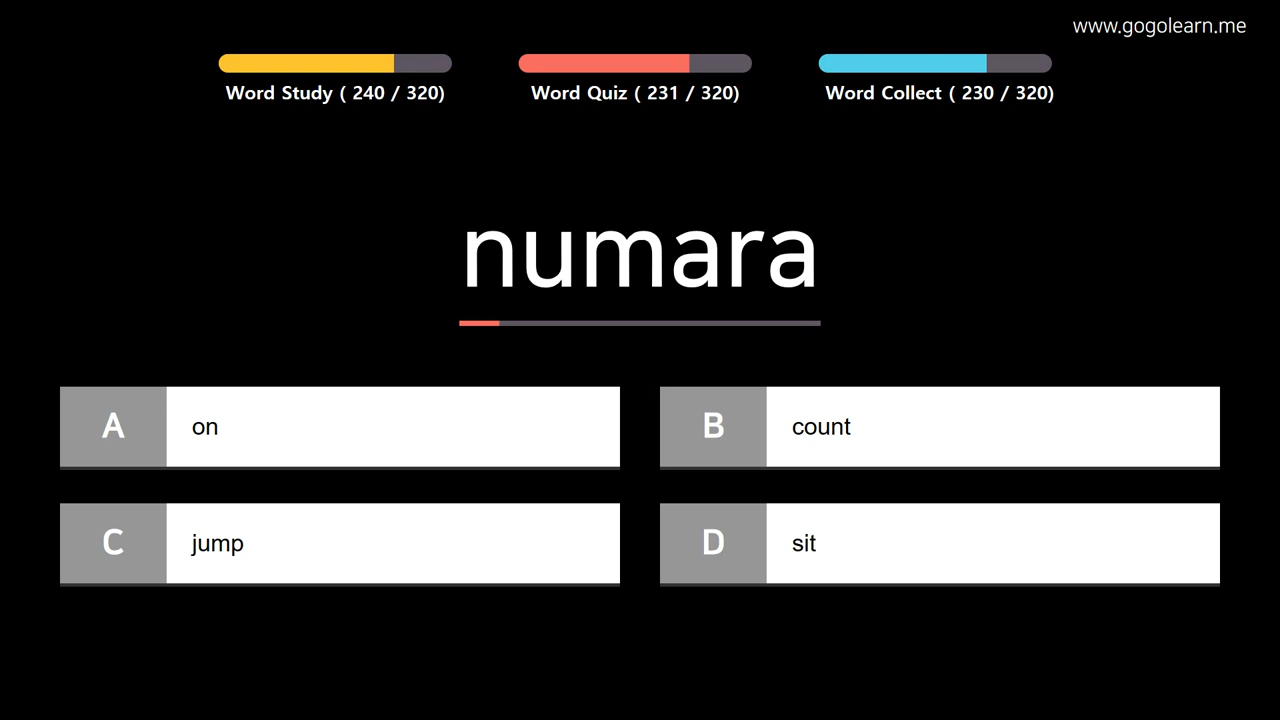 www.gogolearn.me
Word Study ( 240 / 320)
Word Quiz ( 231 / 320)
Word Collect ( 230 / 320)
numara
A on
B count
C jump
D sit